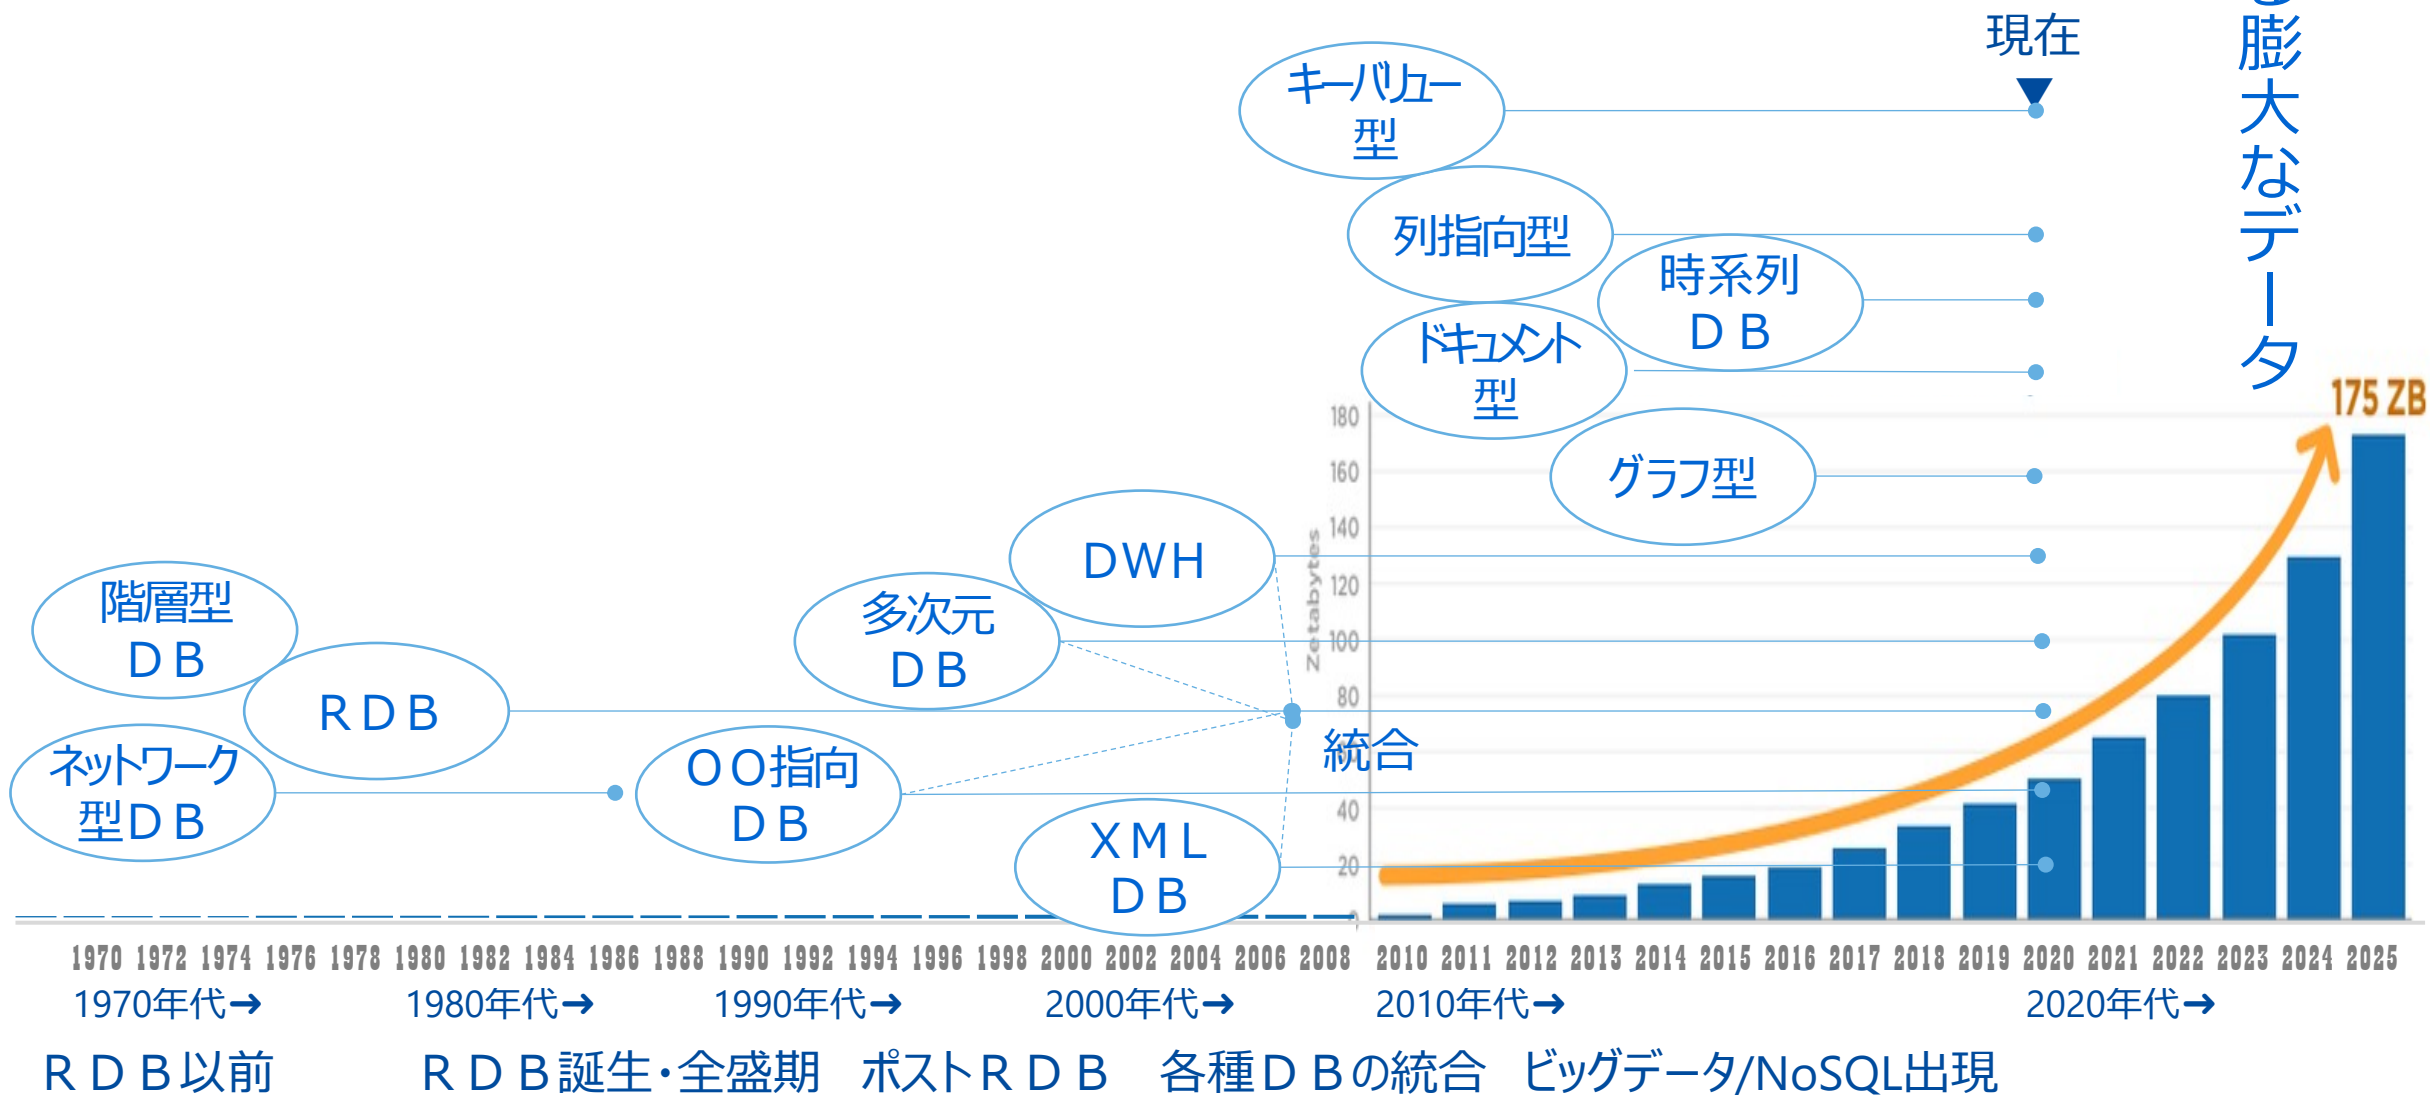 現在
膨大なデータ
キーバリュー
型
列指向型
時系列
ＤＢ
ドキュメント
型
グラフ型
175 ZB
DWH
階層型
ＤＢ
多次元
ＤＢ
ＲＤＢ
ネットワーク
型ＤＢ
ＯＯ指向
ＤＢ
ＸＭＬ
ＤＢ
統合
Zetabytes
180
160
140
120
100
80
40
20
1970 1972 1974 1976 1978 1980 1982 1984 1986 1988 1990 1992 1994 1996 1998 2000 2002 2004 2006 2008 2010 2011 2012 2013 2014 2015 2016 2017 2018 2019 2020 2021 2022 2023 2024 2025
1970年代→ 1980年代→ 1990年代→ 2000年代→ 2010年代→ 2020年代→
ＲＤＢ以前 ＲＤＢ誕生・全盛期 ポストＲＤＢ 各種ＤＢの統合 ビッグデータ/NoSQL出現